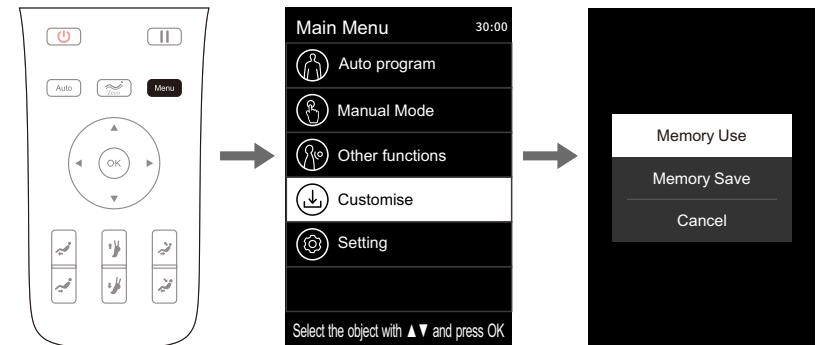 Auto
Zero
Menu
OK
Main Menu 30:00
Auto program
Manual Mode
Other functions
Customise
Setting
Select the object with ▲▼ and press OK
Memory Use
Memory Save
Cancel